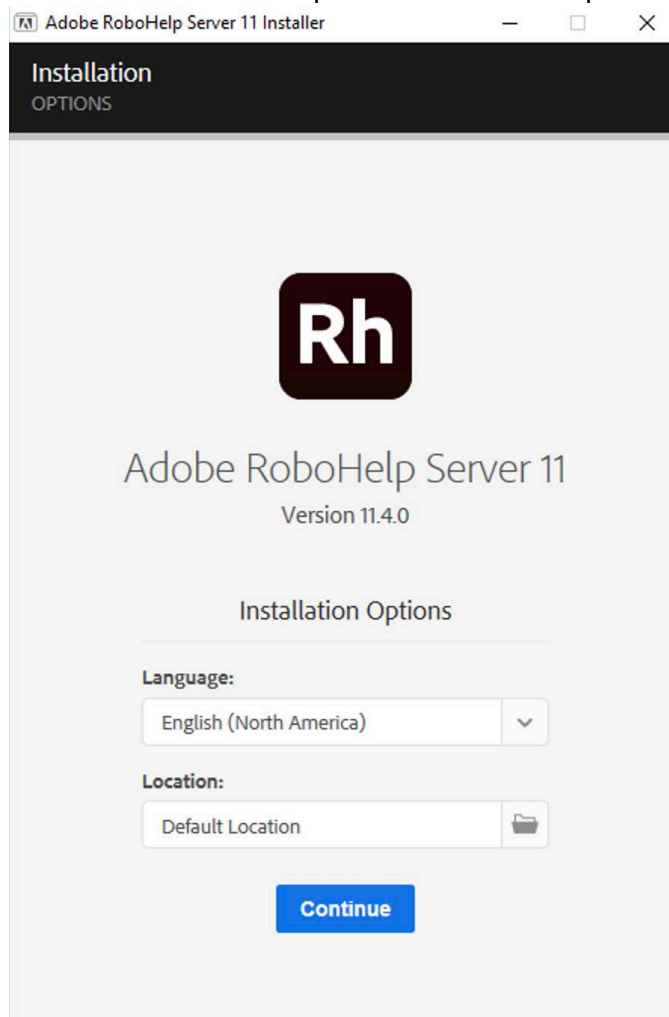 Adobe RoboHelp Server 11 Installer
Installation
OPTIONS
Rh
Adobe RoboHelp Server 11
Version 11.4.0
Installation Options
Language:
English (North America)
Location:
Default Location
Continue